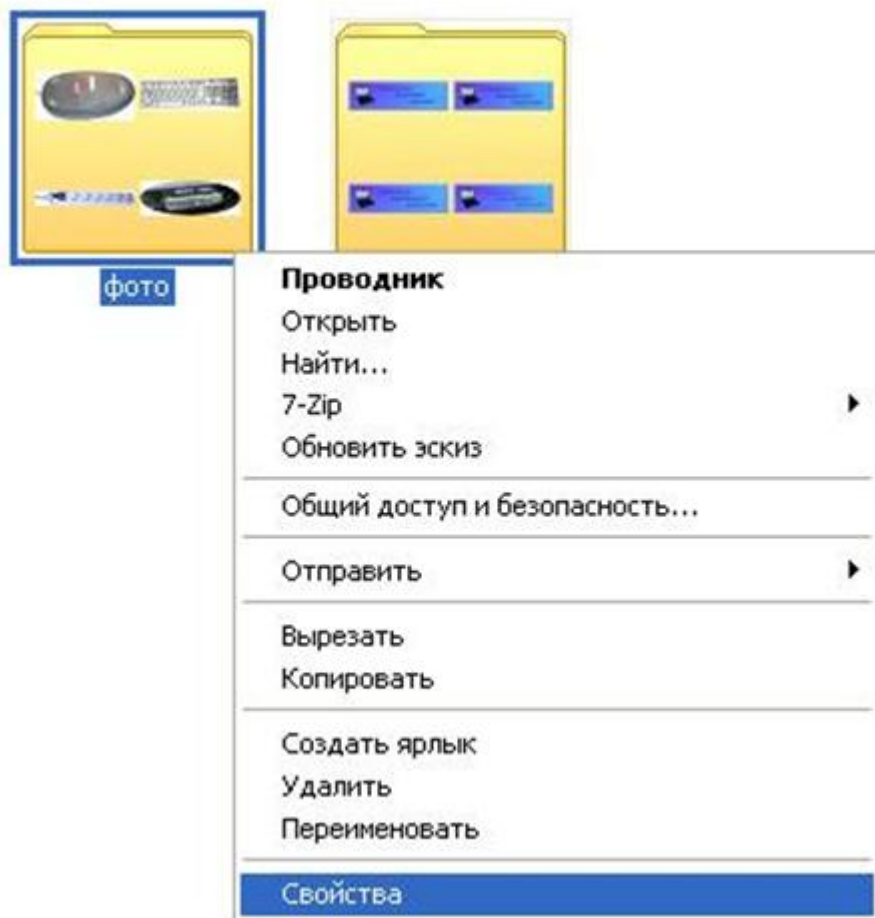 фото
Проводник
Открыть
Найти...
7-Zip
Обновить эскиз
Общий доступ и безопасность...
Отправить
Вырезать
Копировать
Создать ярлык
Удалить
Переименовать
Свойства